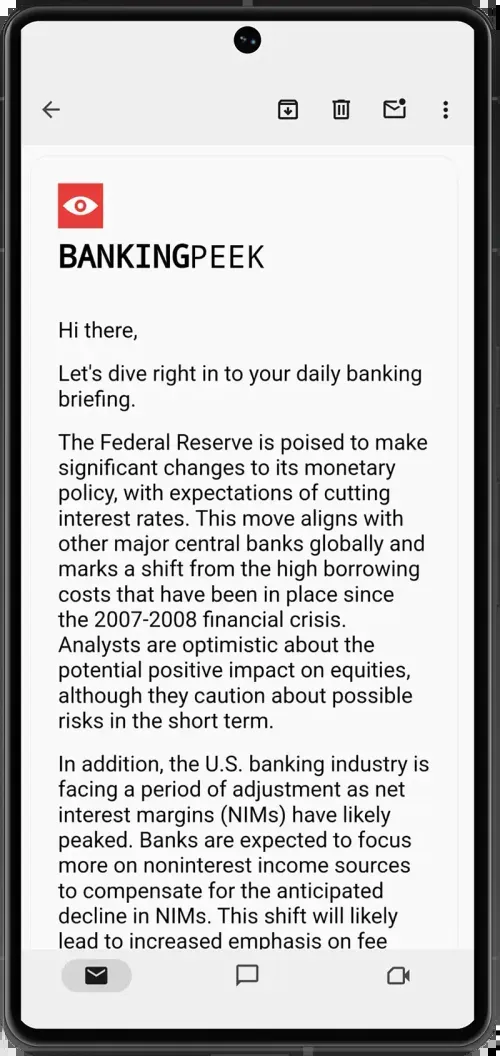 BANKINGPEEK
Hi there,
Let's dive right in to your daily banking
briefing.
The Federal Reserve is poised to make
significant changes to its monetary
policy, with expectations of cutting
interest rates. This move aligns with
other major central banks globally and
marks a shift from the high borrowing
costs that have been in place since
the 2007-2008 financial crisis.
Analysts are optimistic about the
potential positive impact on equities,
although they caution about possible
risks in the short term.
In addition, the U.S. banking industry is
facing a period of adjustment as net
interest margins (NIMs) have likely
peaked. Banks are expected to focus
more on noninterest income sources
to compensate for the anticipated
decline in NIMs. This shift will likely
lead to increased emphasis on fee